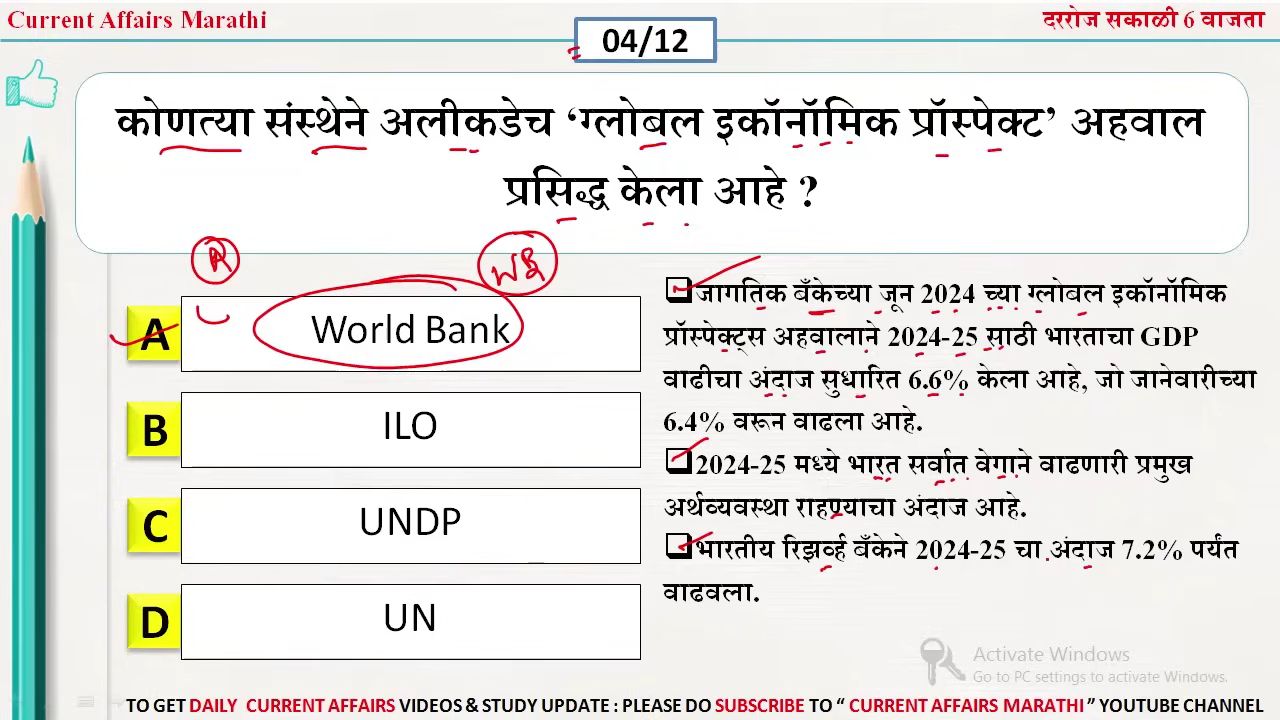 Current Affairs Marathi
दररोज सकाळी 6 वाजता
04/12
कोणत्या संस्थेने अलीकडेच ‘ग्लोबल इकॉनॉमिक प्रॉस्पेक्ट’ अहवाल
प्रसिद्ध केला आहे ?
R
WB
A
World Bank
B
ILO
C
UNDP
D
UN
जागतिक बँकेच्या जून 2024 च्या ग्लोबल इकॉनॉमिक
प्रॉस्पेक्ट्स अहवालाने 2024-25 साठी भारताचा GDP
वाढीचा अंदाज सुधारित 6.6% केला आहे, जो जानेवारीच्या
6.4% वरून वाढला आहे.
2024-25 मध्ये भारत सर्वात वेगाने वाढणारी प्रमुख
अर्थव्यवस्था राहण्याचा अंदाज आहे.
भारतीय रिझर्व्ह बँकेने 2024-25 चा अंदाज 7.2% पर्यंत
वाढवला.
Activate Windows
Go to PC settings to activate Windows.
TO GET DAILY CURRENT AFFAIRS VIDEOS & STUDY UPDATE : PLEASE DO SUBSCRIBE TO “ CURRENT AFFAIRS MARATHI ” YOUTUBE CHANNEL